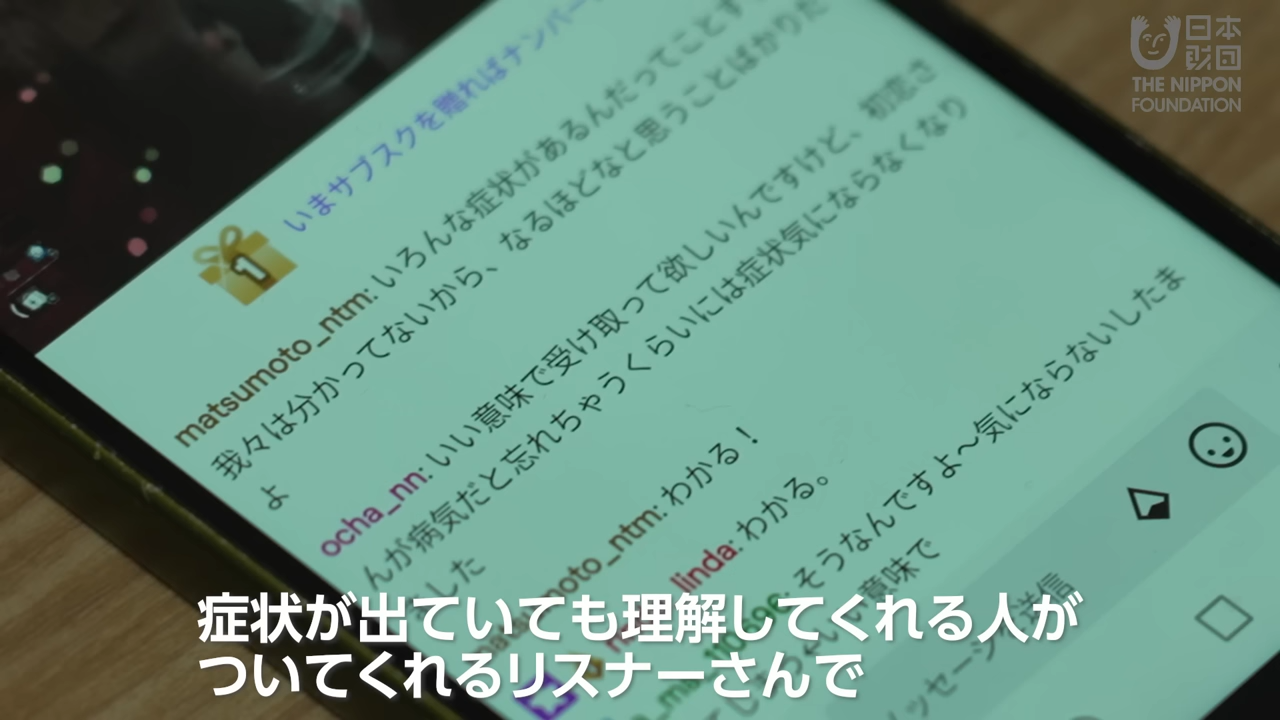 日本
財団
THE NIPPON
FOUNDATION
いまサブスクを贈ればナンバー
1
matsumoto_ntm: いろんな症状があるんだってことす
我々は分かってないから、なるほどなと思うことばかりだ
よ
ocha_nn: いい意味で受け取って欲しいんですけど、初恋さ
んが病気だと忘れちゃうくらいには症状気にならなくなり
した
oto_ntm: わかる！
linda: わかる。
そうなんですよ〜気にならないしたま
意味で
メッセージを送信
症状が出ていても理解してくれる人が
ついてくれるリスナーさんで